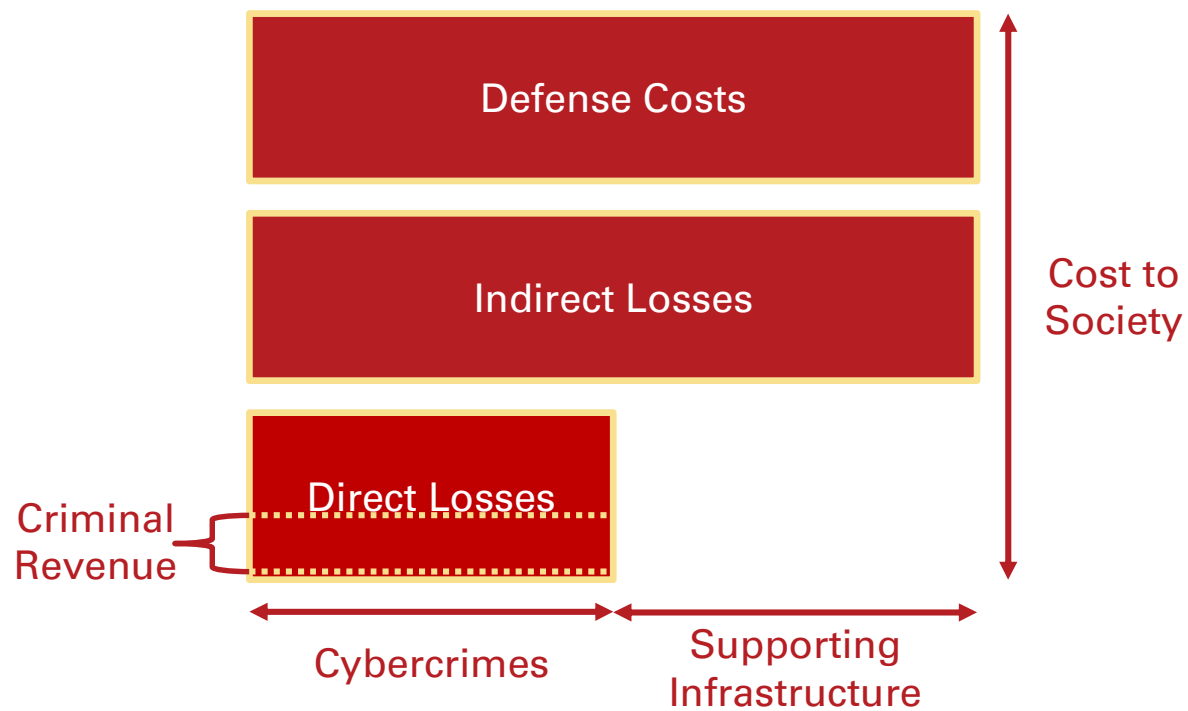 Defense Costs
Indirect Losses
Cost to
Society
Direct Losses
Criminal
Revenue
Cybercrimes
Supporting
Infrastructure